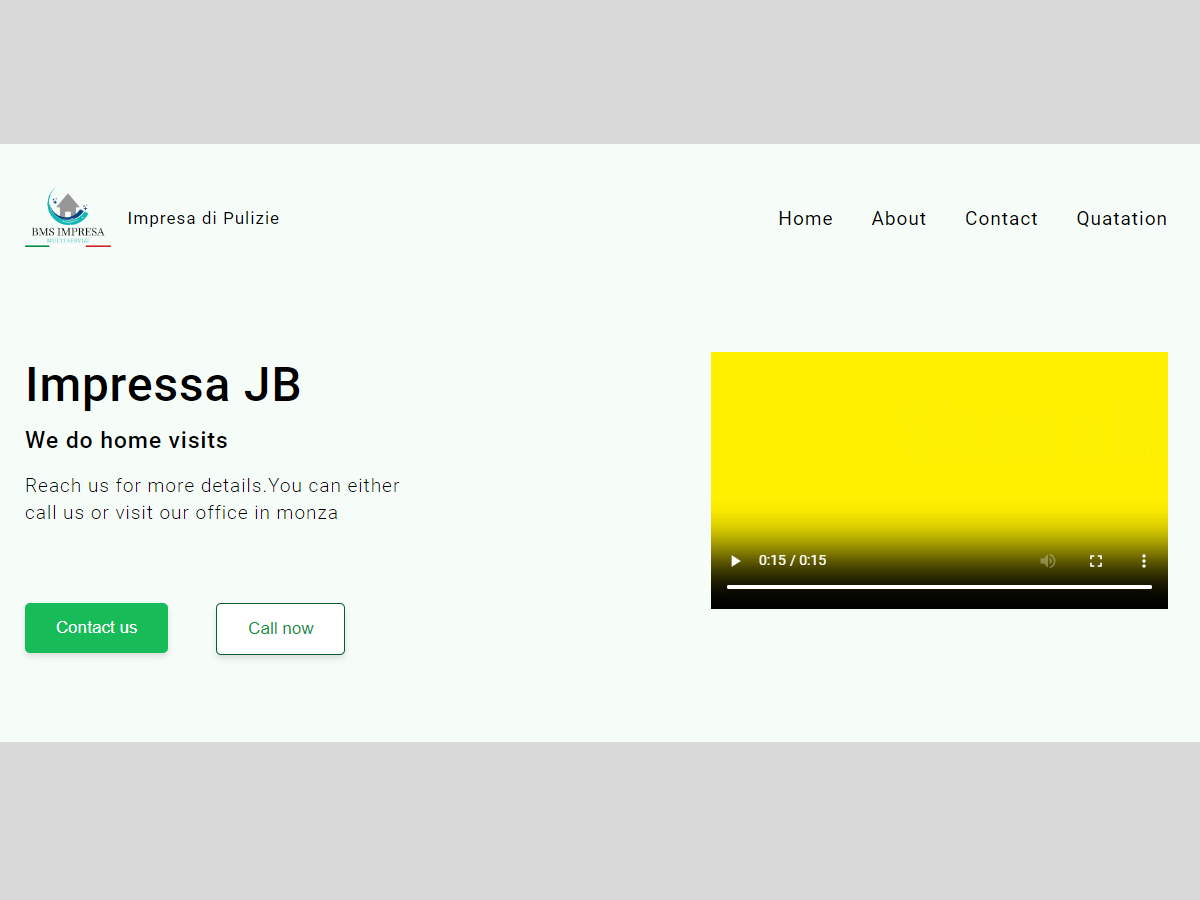 BMS IMPRESA
MULTI SERVIZI
Impresa di Pulizie
Home About Contact Quatation
Impressa JB
We do home visits
Reach us for more details.You can either
call us or visit our office in monza
0:15 / 0:15
Contact us
Call now